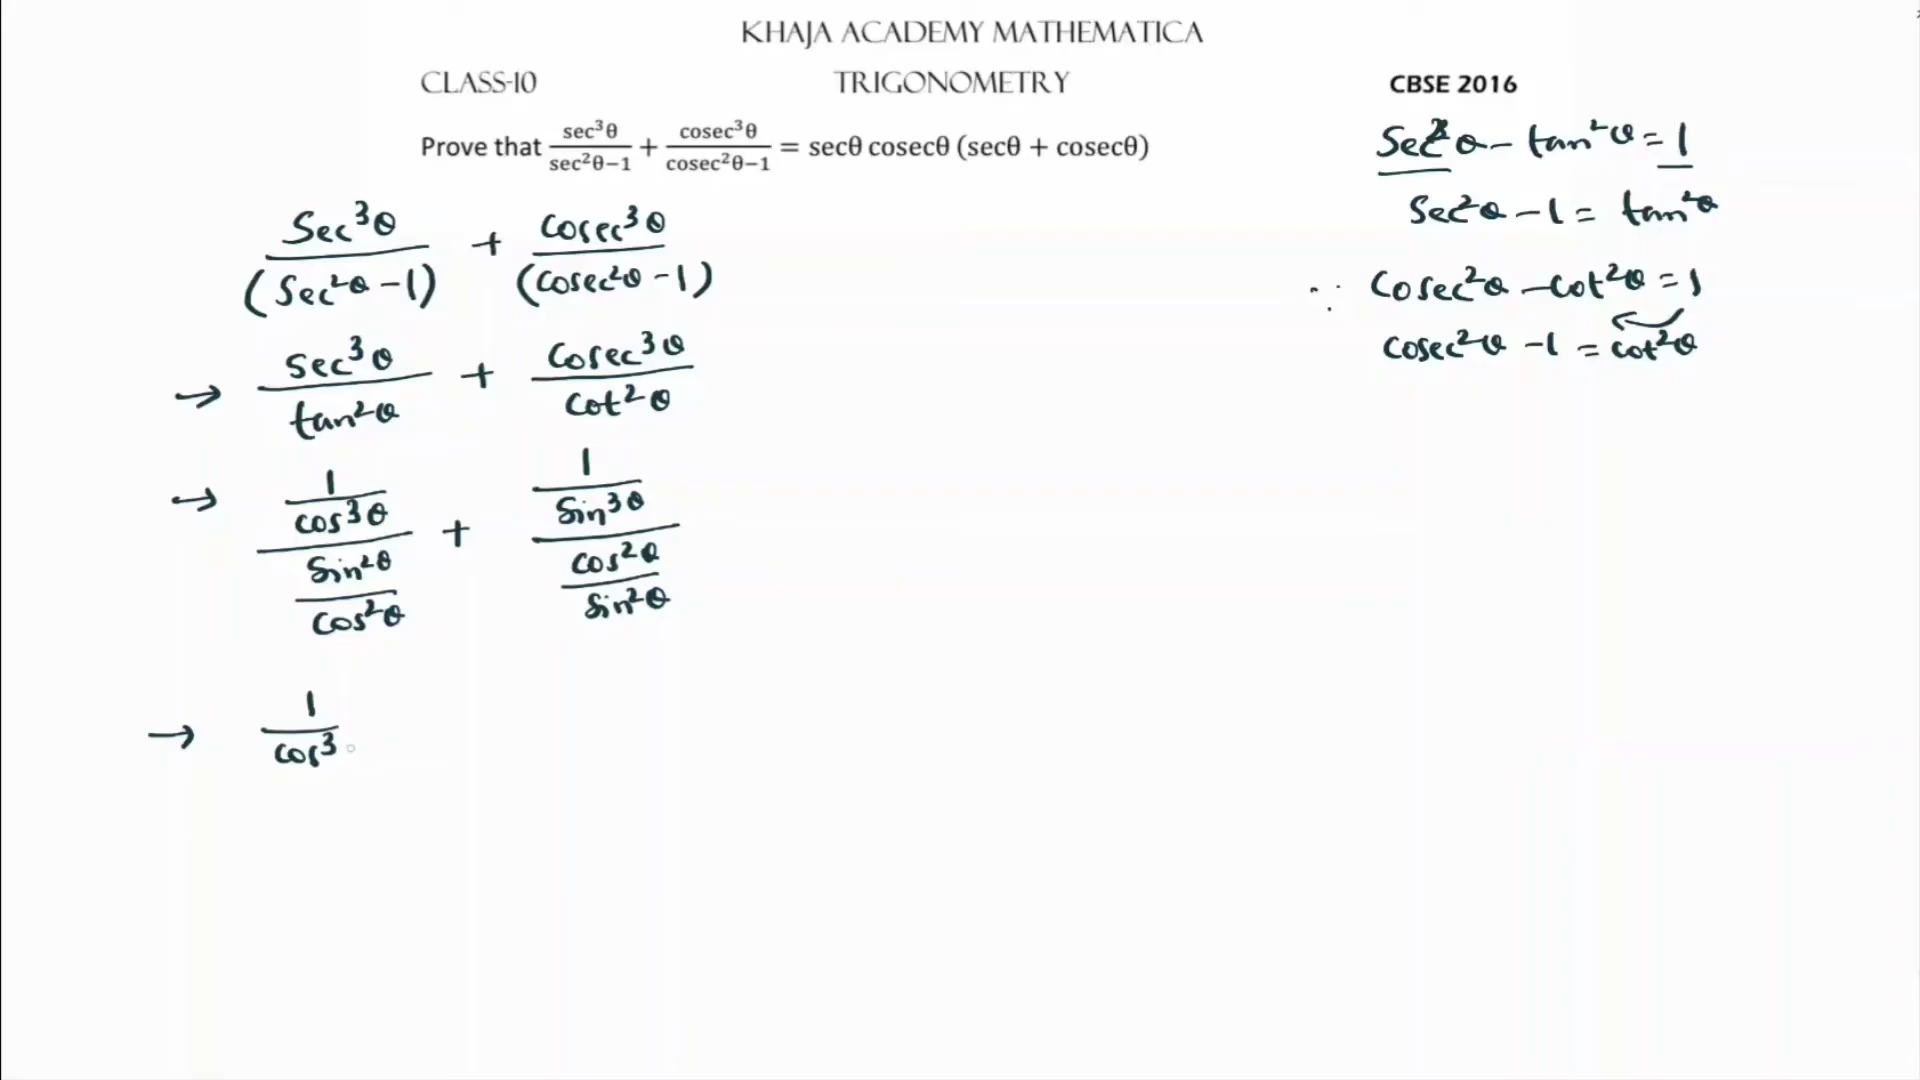 KHAJA ACADEMY MATHEMATICA
CLASS-10 TRIGONOMETRY CBSE 2016
Prove that sec³θ/(sec²θ−1) + cosec³θ/(cosec²θ−1) = secθ cosecθ (secθ + cosecθ)
Sec²θ − tan²θ = 1
Sec²θ − 1 = tan²θ
∵ Cosec²θ − Cot²θ = 1
Cosec²θ − 1 = Cot²θ
Sec³θ/(Sec²θ − 1) + Cosec³θ/(Cosec²θ − 1)
→ Sec³θ/tan²θ + Cosec³θ/Cot²θ
→ (1/cos³θ)/(Sin²θ/Cos²θ) + (1/Sin³θ)/(Cos²θ/Sin²θ)
→ 1/cos³